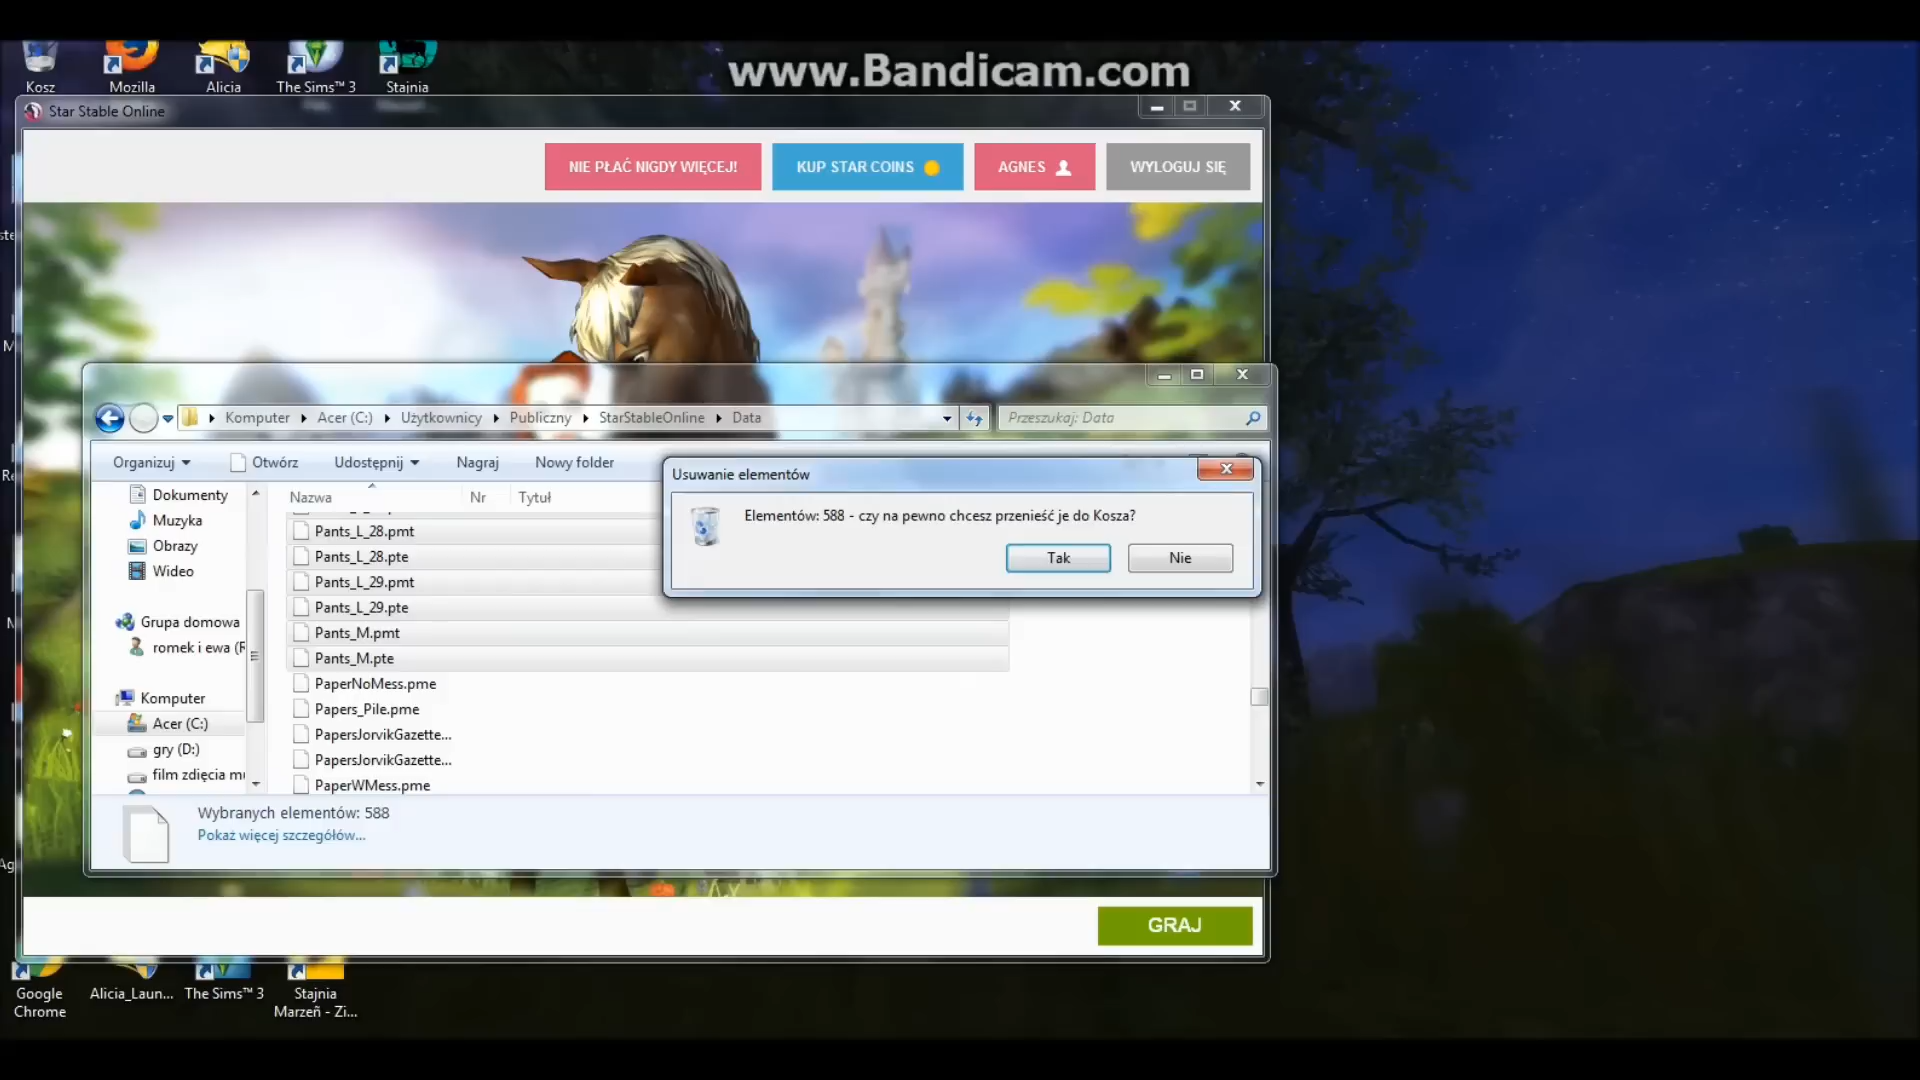 www.Bandicam.com
Kosz
Mozilla
Alicia
The Sims™ 3
Stajnia
Star Stable Online
NIE PŁAĆ NIGDY WIĘCEJ!
KUP STAR COINS
AGNES
WYLOGUJ SIĘ
Komputer
Acer (C:)
Użytkownicy
Publiczny
StarStableOnline
Data
Przeszukaj: Data
Organizuj
Otwórz
Udostępnij
Nagraj
Nowy folder
Dokumenty
Muzyka
Obrazy
Wideo
Grupa domowa
romek i ewa (R
Komputer
Acer (C:)
gry (D:)
film zdięcia mu
Nazwa
Nr
Tytuł
Pants_L_28.pmt
Pants_L_28.pte
Pants_L_29.pmt
Pants_L_29.pte
Pants_M.pmt
Pants_M.pte
PaperNoMess.pme
Papers_Pile.pme
PapersJorvikGazette...
PapersJorvikGazette...
PaperWMess.pme
Usuwanie elementów
Elementów: 588 - czy na pewno chcesz przenieść je do Kosza?
Tak
Nie
Wybranych elementów: 588
Pokaż więcej szczegółów...
GRAJ
Google
Chrome
Alicia_Laun...
The Sims™ 3
Stajnia
Marzeń - Zi...